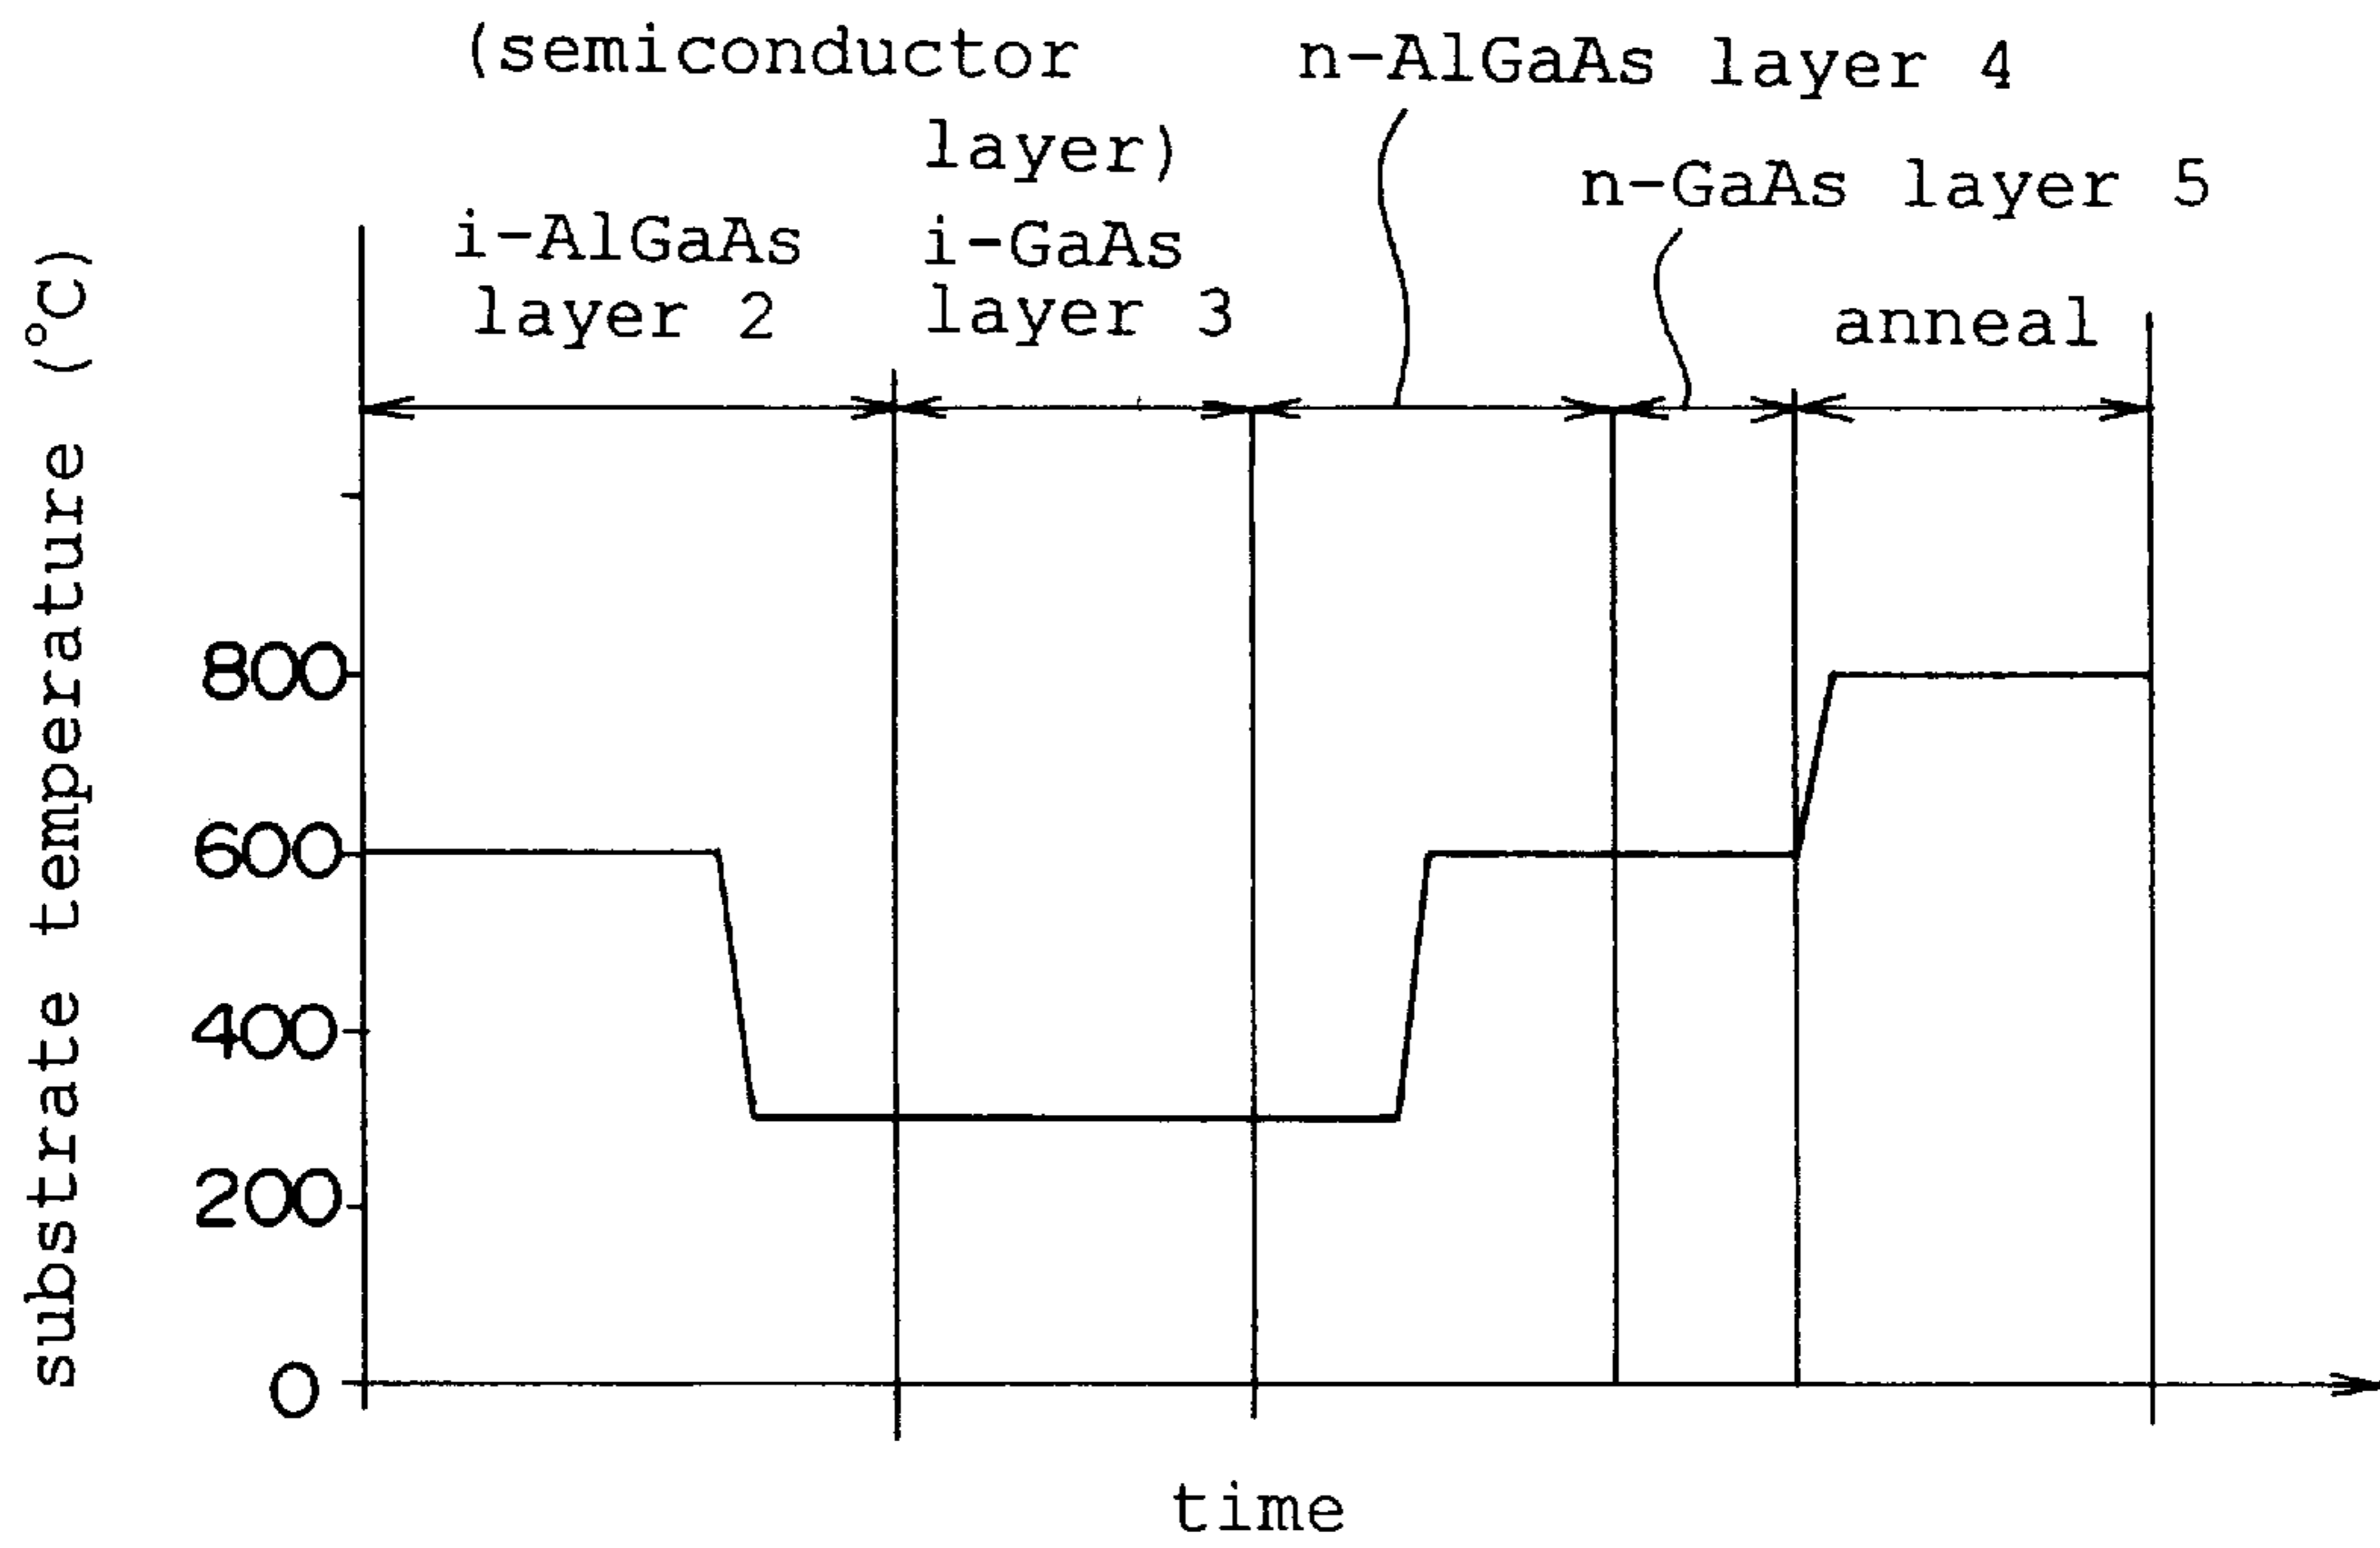 (semiconductor
layer)
n-AlGaAs layer 4
n-GaAs layer 5
i-AlGaAs
layer 2
i-GaAs
layer 3
anneal
substrate temperature (°C)
800
600
400
200
0
time